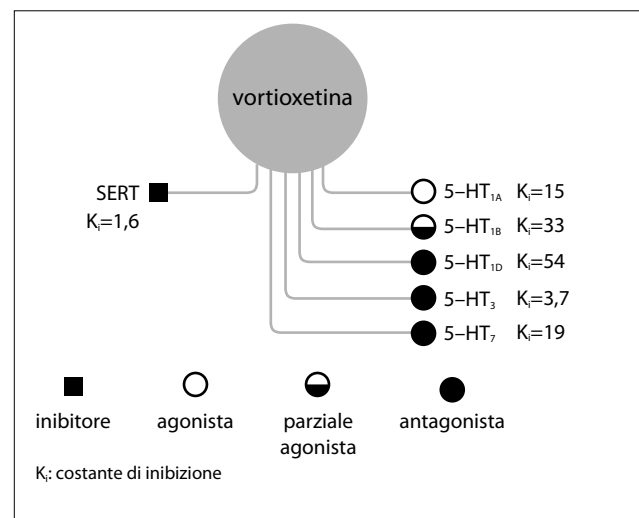 vortioxetina
SERT
Kᵢ=1,6
5–HT₁ₐ Kᵢ=15
5–HT₁B Kᵢ=33
5–HT₁D Kᵢ=54
5–HT₃ Kᵢ=3,7
5–HT₇ Kᵢ=19
inibitore agonista parziale antagonista
agonista
Kᵢ: costante di inibizione